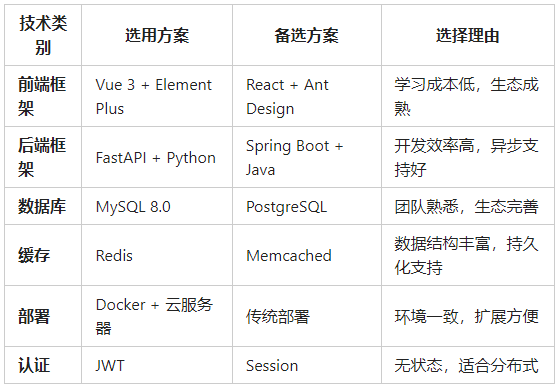 技术类
别
选用方案
备选方案
选择理由
前端框
架
Vue 3 + Element
Plus
React + Ant
Design
学习成本低，生态成
熟
后端框
架
FastAPI + Python
Spring Boot +
Java
开发效率高，异步支
持好
数据库
MySQL 8.0
PostgreSQL
团队熟悉，生态完善
缓存
Redis
Memcached
数据结构丰富，持久
化支持
部署
Docker + 云服务
器
传统部署
环境一致，扩展方便
认证
JWT
Session
无状态，适合分布式